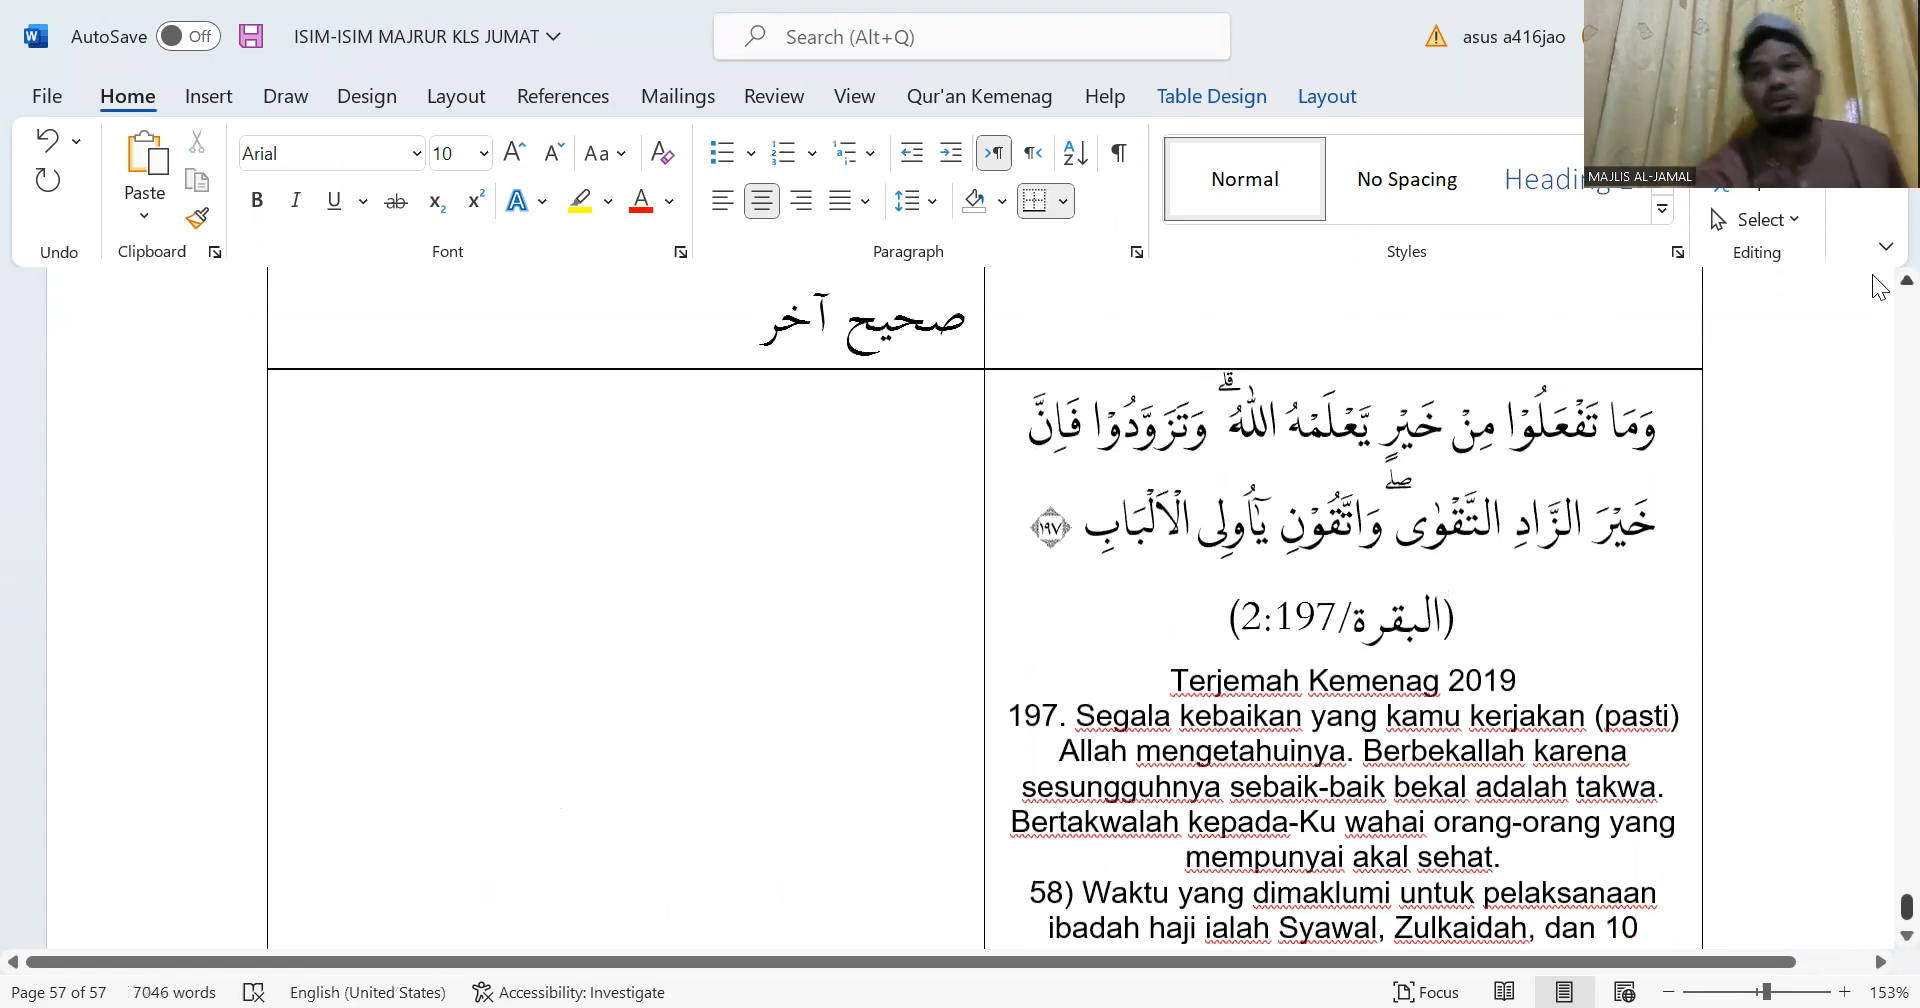 AutoSave Off ISIM-ISIM MAJRUR KLS JUMAT Search (Alt+Q) asus a416jao
File Home Insert Draw Design Layout References Mailings Review View Qur'an Kemenag Help Table Design Layout
MAJLIS AL-JAMAL
Paste
Arial 10
Normal No Spacing
Select
Undo Clipboard Font Paragraph Styles Editing
صحيح آخر
وَمَا تَفْعَلُوْا مِنْ خَيْرٍ يَّعْلَمْهُ اللّٰهُ ۗ وَتَزَوَّدُوْا فَاِنَّ
خَيْرَ الزَّادِ التَّقْوٰى ۖ وَاتَّقُوْنِ يٰٓاُولِى الْاَلْبَابِ ١٩٧
(البقرة/2:197)
Terjemah Kemenag 2019
197. Segala kebaikan yang kamu kerjakan (pasti)
Allah mengetahuinya. Berbekallah karena
sesungguhnya sebaik-baik bekal adalah takwa.
Bertakwalah kepada-Ku wahai orang-orang yang
mempunyai akal sehat.
58) Waktu yang dimaklumi untuk pelaksanaan
ibadah haji ialah Syawal, Zulkaidah, dan 10
Page 57 of 57 7046 words English (United States) Accessibility: Investigate Focus 153%